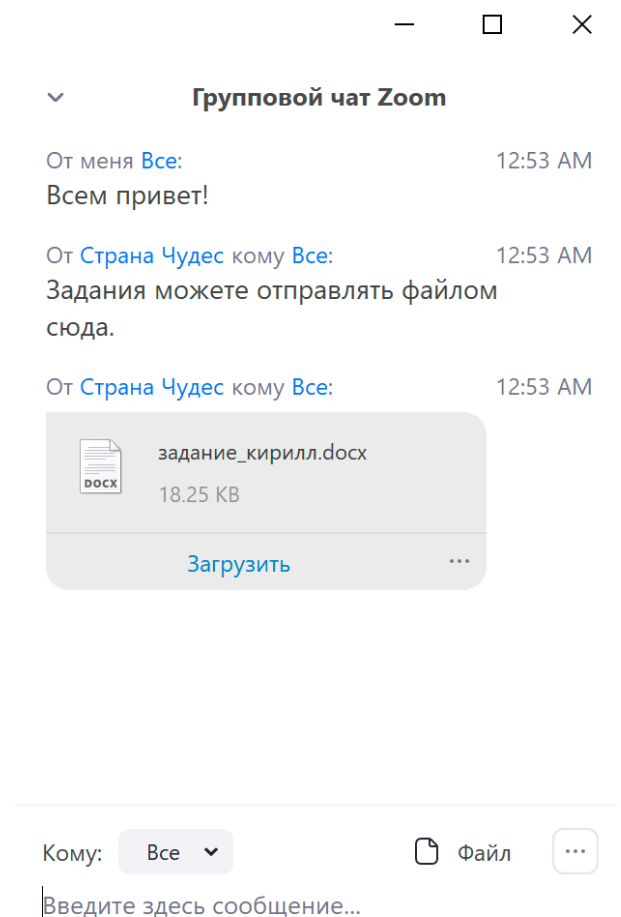 Групповой чат Zoom
От меня Все: 12:53 AM
Всем привет!
От Страна Чудес кому Все: 12:53 AM
Задания можете отправлять файлом
сюда.
От Страна Чудес кому Все: 12:53 AM
задание_кирилл.docx
DOCX
18.25 KB
Загрузить
Кому: Все Файл
Введите здесь сообщение...